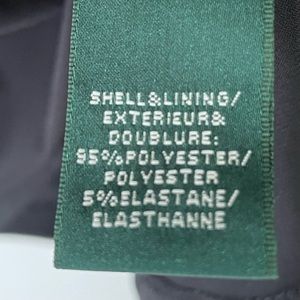 SHELL&LINING/
EXTERIEUR&
DOUBLURE:
95%POLYESTER/
POLYESTER
5%ELASTANE/
ELASTHANNE